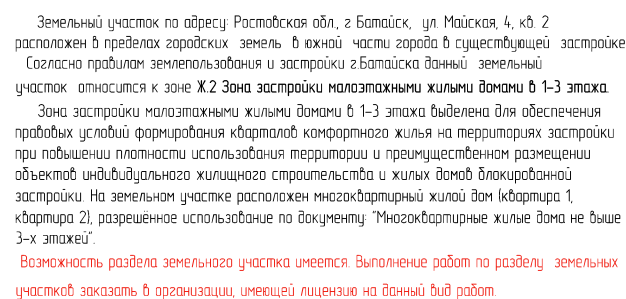 Земельный участок по адресу: Ростовская обл., г Батайск, ул. Майская, 4, кв. 2
расположен в пределах городских земель в южной части города в существующей застройке
Согласно правилам землепользования и застройки г.Батайска данный земельный
участок относится к зоне Ж.2 Зона застройки малоэтажными жилыми домами в 1-3 этажа.
Зона застройки малоэтажными жилыми домами в 1-3 этажа выделена для обеспечения
правовых условий формирования кварталов комфортного жилья на территориях застройки
при повышении плотности использования территории и преимущественном размещении
объектов индивидуального жилищного строительства и жилых домов блокированной
застройки. На земельном участке расположен многоквартирный жилой дом (квартира 1,
квартира 2), разрешённое использование по документу: "Многоквартирные жилые дома не выше
3-х этажей".
Возможность раздела земельного участка имеется. Выполнение работ по разделу земельных
участков заказать в организации, имеющей лицензию на данный вид работ.